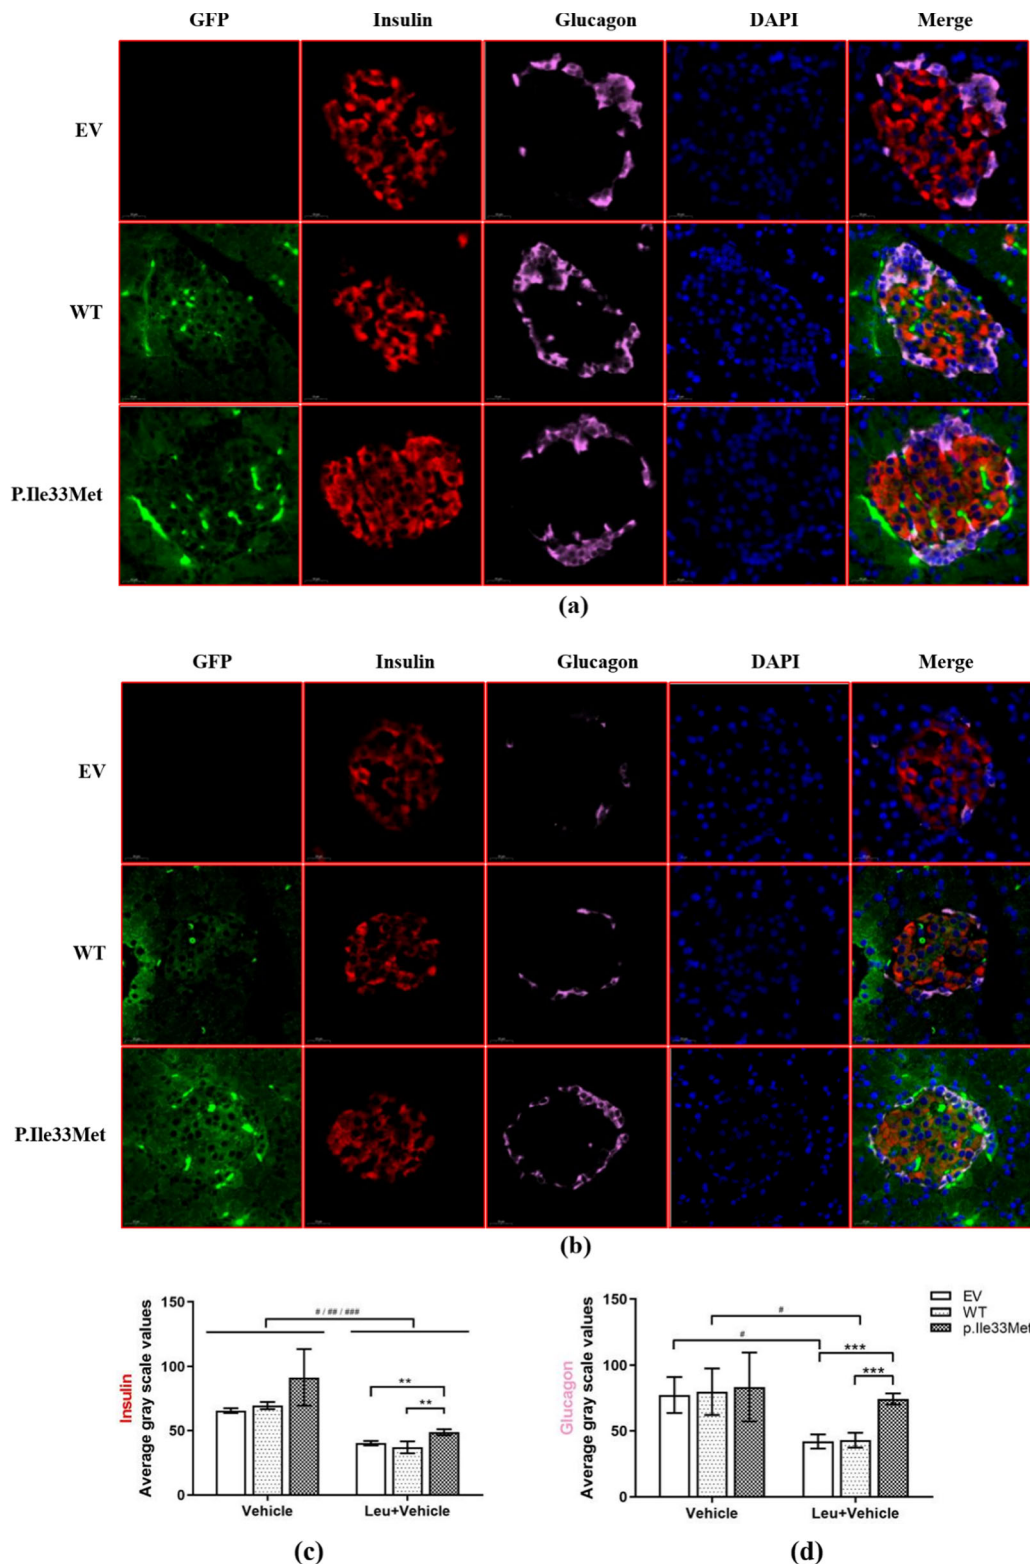 GFP Insulin Glucagon DAPI Merge
EV
WT
P.Ile33Met
(a)
GFP Insulin Glucagon DAPI Merge
EV
WT
P.Ile33Met
(b)
Insulin
Average gray scale values
150
100
50
0
# / ## / ###
**
**
Vehicle Leu+Vehicle
(c)
Glucagon
Average gray scale values
150
100
50
0
#
#
***
***
Vehicle Leu+Vehicle
EV
WT
p.Ile33Met
(d)